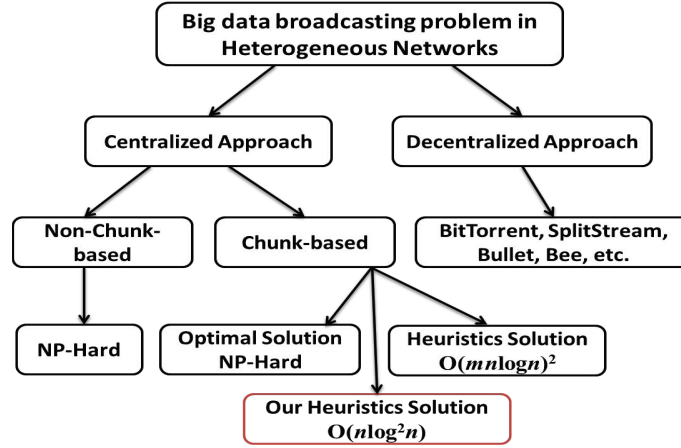 Big data broadcasting problem in
Heterogeneous Networks
Centralized Approach
Decentralized Approach
Non-Chunk-
based
Chunk-based
BitTorrent, SplitStream,
Bullet, Bee, etc.
NP-Hard
Optimal Solution
NP-Hard
Heuristics Solution
O(mnlogn)²
Our Heuristics Solution
O(nlog²n)